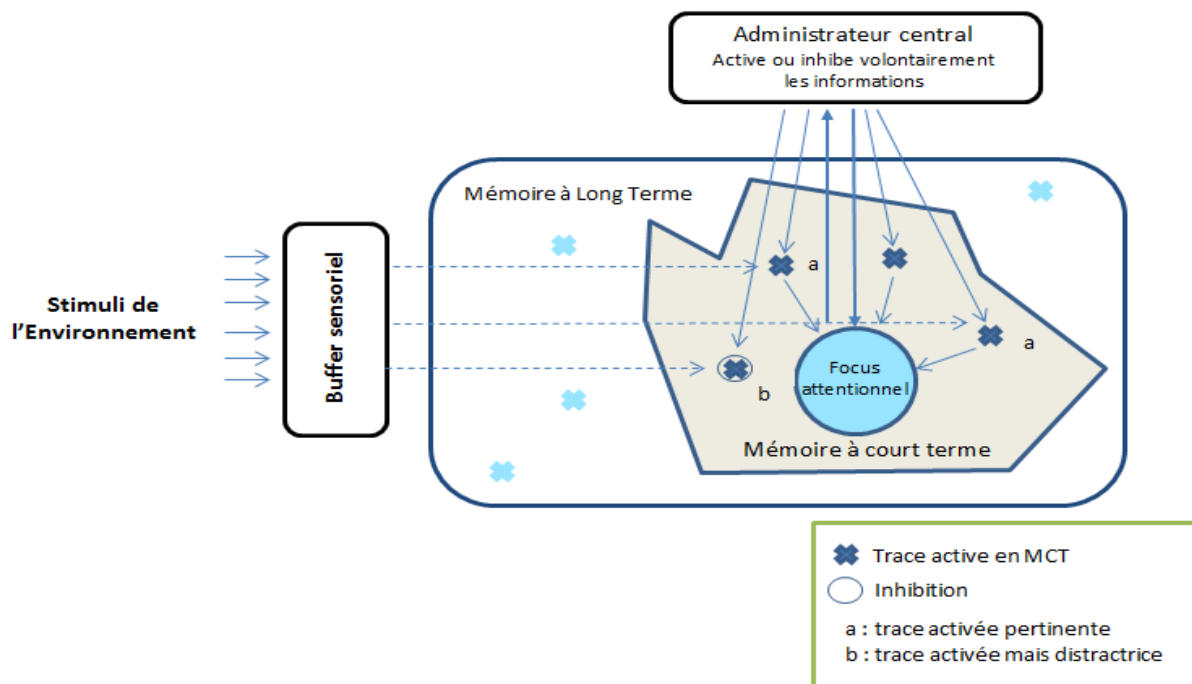 Administrateur central
Active ou inhibe volontairement
les informations
Mémoire à Long Terme
Stimuli de
l'Environnement
Buffer sensoriel
a
a
b
Focus
attentionnel
Mémoire à court terme
Trace active en MCT
Inhibition
a : trace activée pertinente
b : trace activée mais distractrice